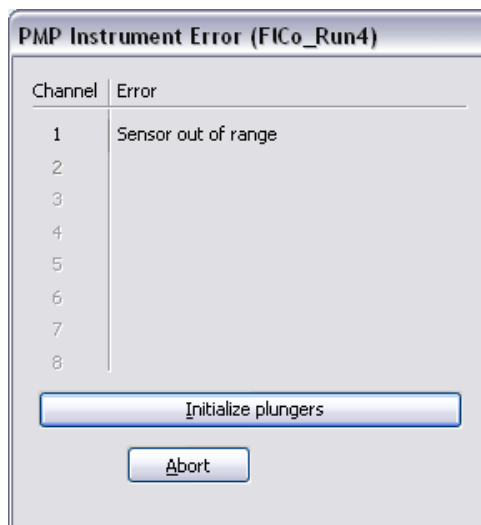 PMP Instrument Error (FlCo_Run4)
Channel Error
1 Sensor out of range
2
3
4
5
6
7
8
Initialize plungers
Abort